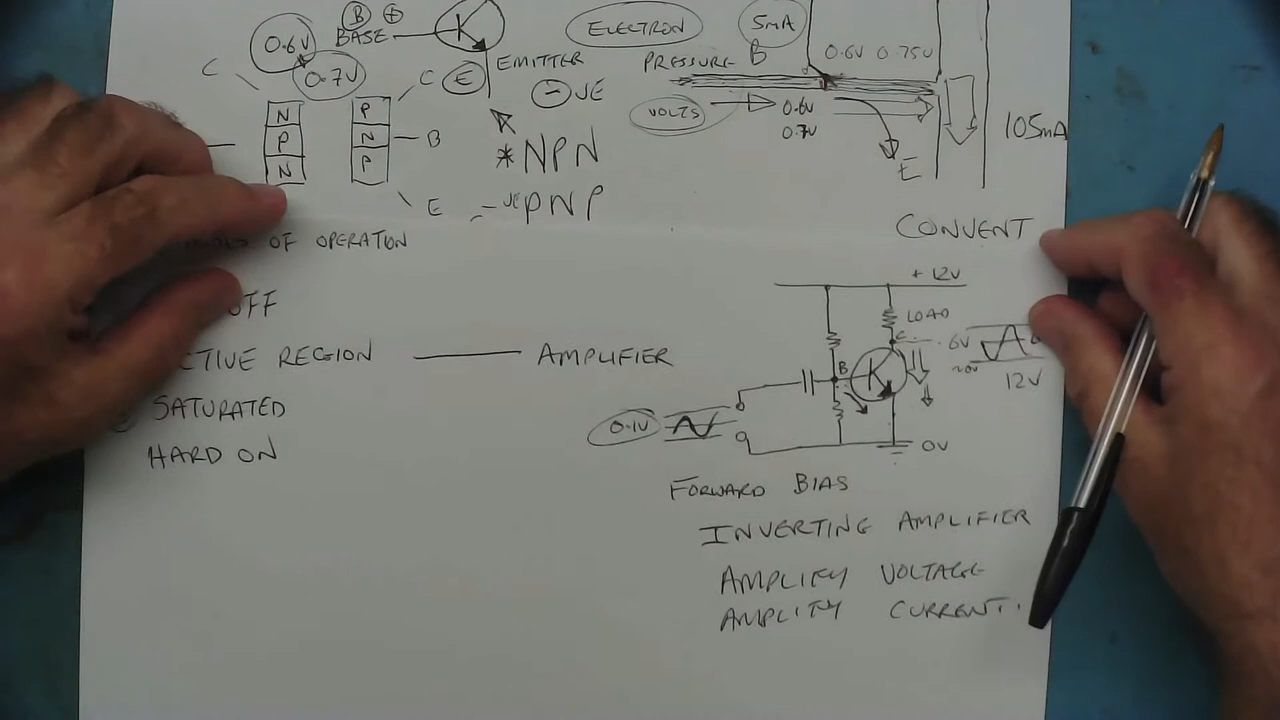 B ⊕
BASE
0.6V
0.7V
EMITTER
⊖ VE
C
N
P
N
C E
P
N
P
B
E
*NPN
-VE PNP
ELECTRON
5mA
PRESSURE B
0.6V 0.75V
VOLTS
0.6V
0.7V
E
105mA
CONVENT
OF OPERATION
OFF
CTIVE REGION — AMPLIFIER
SATURATED
HARD ON
+12V
LOAD
C
6V
B
12V
0.1V
0V
FORWARD BIAS
INVERTING AMPLIFIER
AMPLIFY VOLTAGE
AMPLIFY CURRENT.